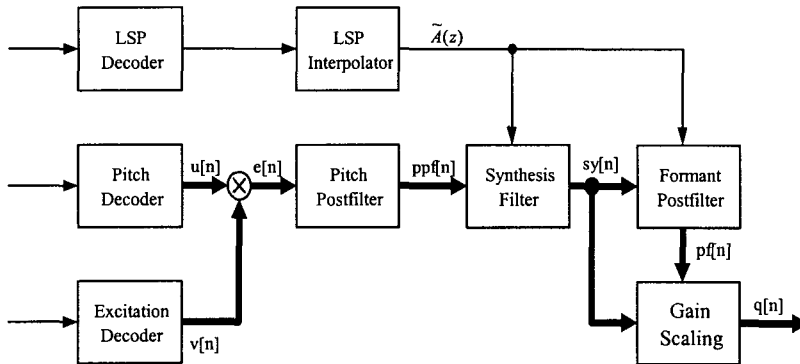 LSP
Decoder
LSP
Interpolator
Ã(z)
Pitch
Decoder
u[n]
e[n]
Pitch
Postfilter
ppf[n]
Synthesis
Filter
sy[n]
Formant
Postfilter
pf[n]
Excitation
Decoder
v[n]
Gain
Scaling
q[n]